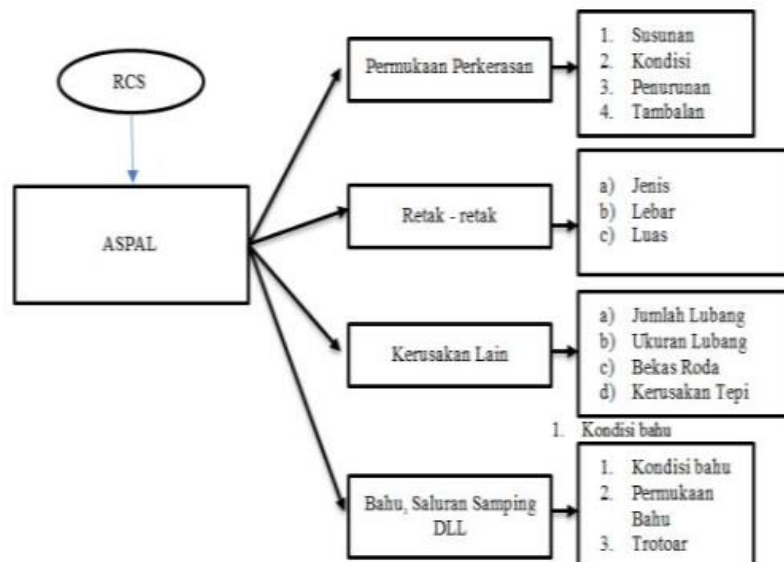 RCS
ASPAL
Permukaan Perkerasan
1. Susunan
2. Kondisi
3. Penurunan
4. Tambalan
Retak - retak
a) Jenis
b) Lebar
c) Luas
Kerusakan Lain
a) Jumlah Lubang
b) Ukuran Lubang
c) Bekas Roda
d) Kerusakan Tepi
1. Kondisi bahu
Bahu, Saluran Samping
DLL
1. Kondisi bahu
2. Permukaan
Bahu
3. Trotoar